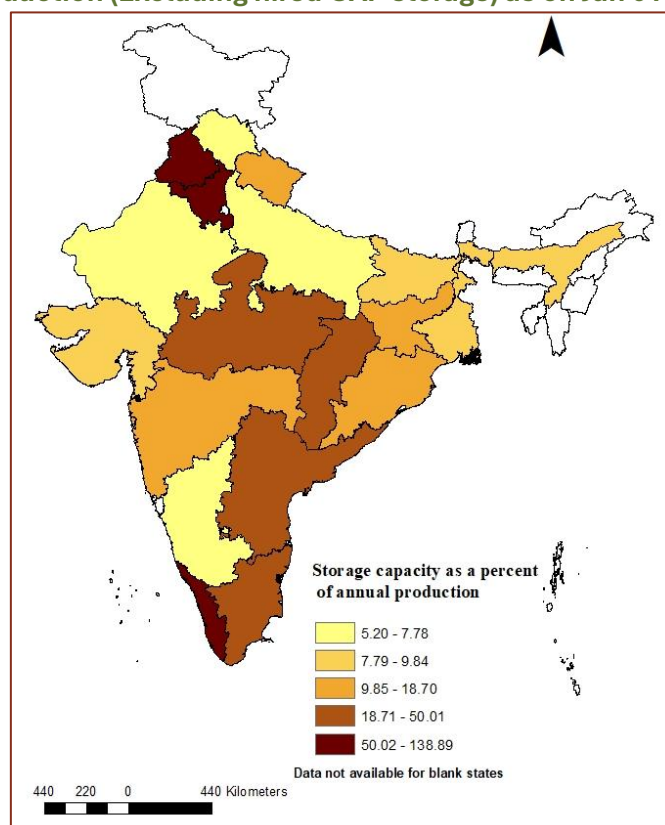 (Excluding hired
Storage capacity as a percent
of annual production
5.20 - 7.78
7.79 - 9.84
9.85 - 18.70
18.71 - 50.01
50.02 - 138.89
Data not available for blank states
440 220 0 440 Kilometers